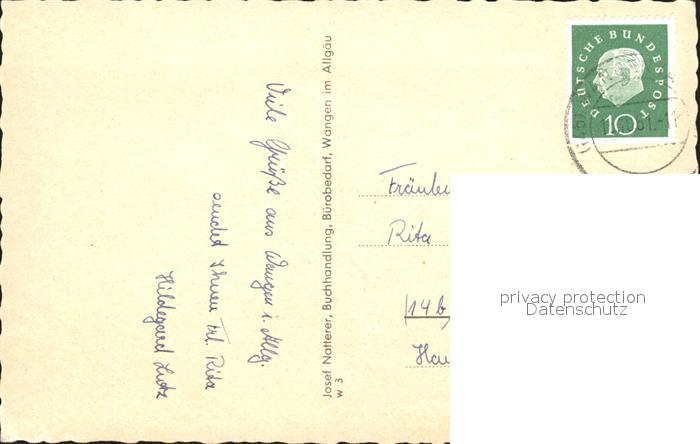 Viele Grüße aus Wangen i. Allg.
sendet Ihnen Frl. Rita
Hildegard Lutz
Josef Natterer, Buchhandlung, Bürobedarf, Wangen im Allgäu
w 3
DEUTSCHE BUNDESPOST
10
Fräulein
Rita
(14b)
privacy protection
Datenschutz